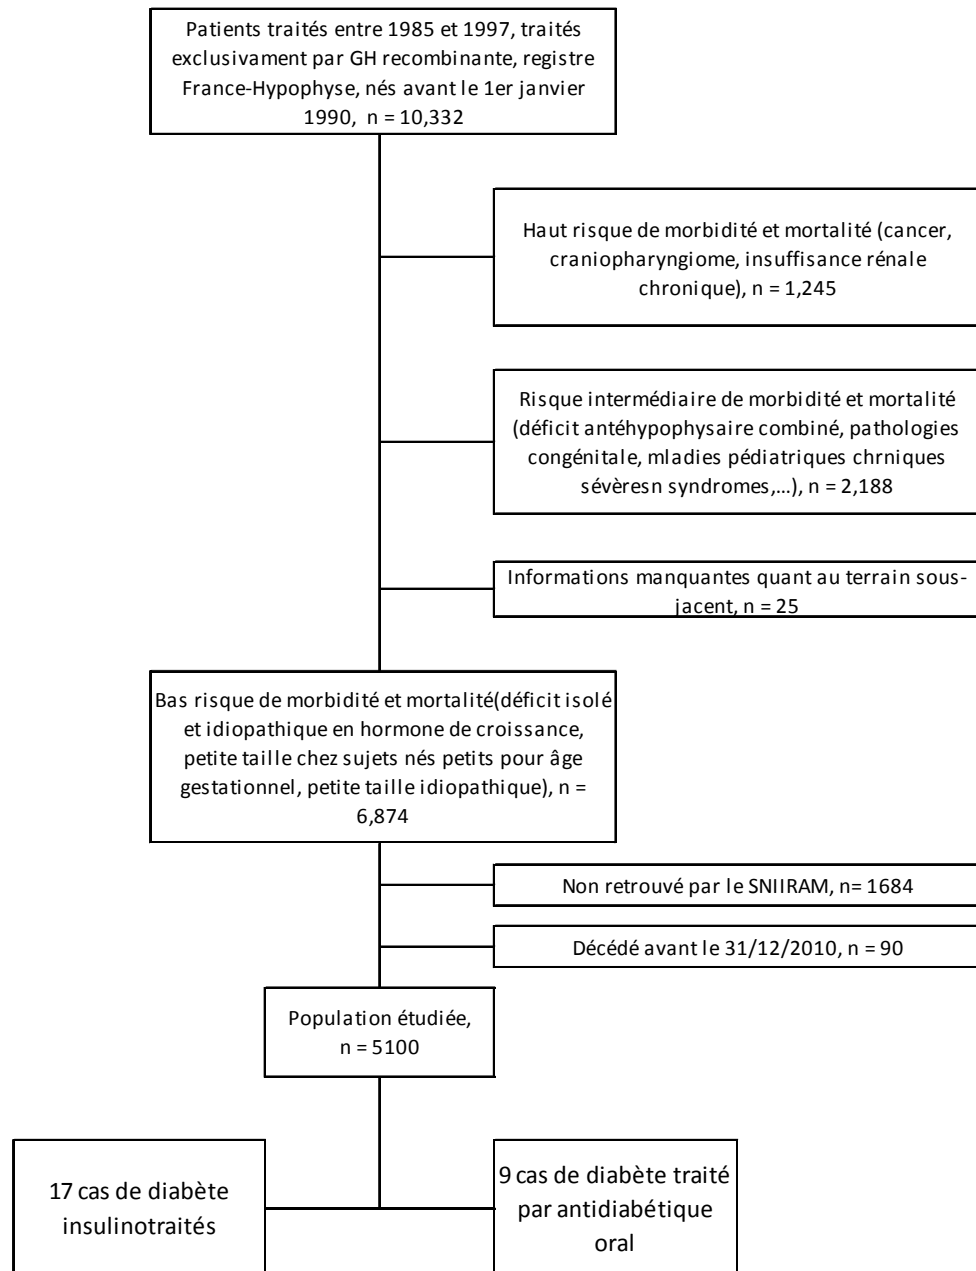 Patients traités entre 1985 et 1997, traités
exclusivament par GH recombinante, registre
France-Hypophyse, nés avant le 1er janvier
1990, n = 10,332
Haut risque de morbidité et mortalité (cancer,
craniopharyngiome, insuffisance rénale
chronique), n = 1,245
Risque intermédiaire de morbidité et mortalité
(déficit antéhypophysaire combiné, pathologies
congénitale, mladies pédiatriques chrniques
sévèresn syndromes,...), n = 2,188
Informations manquantes quant au terrain sous-
jacent, n = 25
Bas risque de morbidité et mortalité(déficit isolé
et idiopathique en hormone de croissance,
petite taille chez sujets nés petits pour âge
gestationnel, petite taille idiopathique), n =
6,874
Non retrouvé par le SNIIRAM, n= 1684
Décédé avant le 31/12/2010, n = 90
Population étudiée,
n = 5100
17 cas de diabète
insulinotraités
9 cas de diabète traité
par antidiabétique
oral